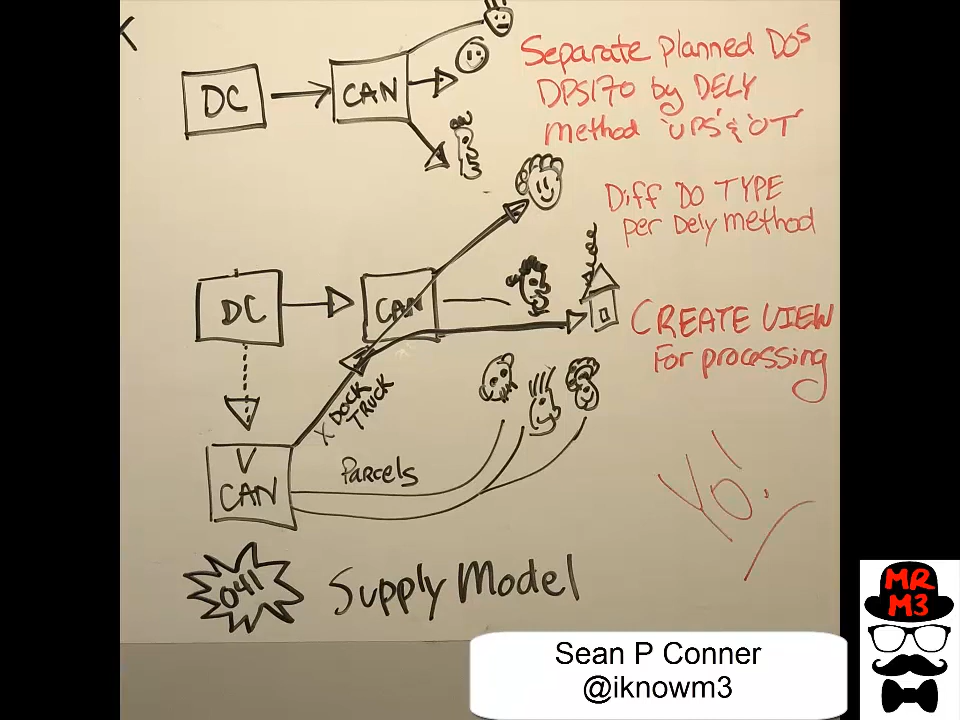 DC
CAN
Separate planned DOS
DPS170 by DELY
method 'UPS' & 'OT'
Diff DO TYPE
per Dely method
DC
CAN
CREATE VIEW
For processing
X DOCK
TRUCK
V
CAN
Parcels
YO!
041
Supply Model
MR
M3
Sean P Conner
@iknowm3